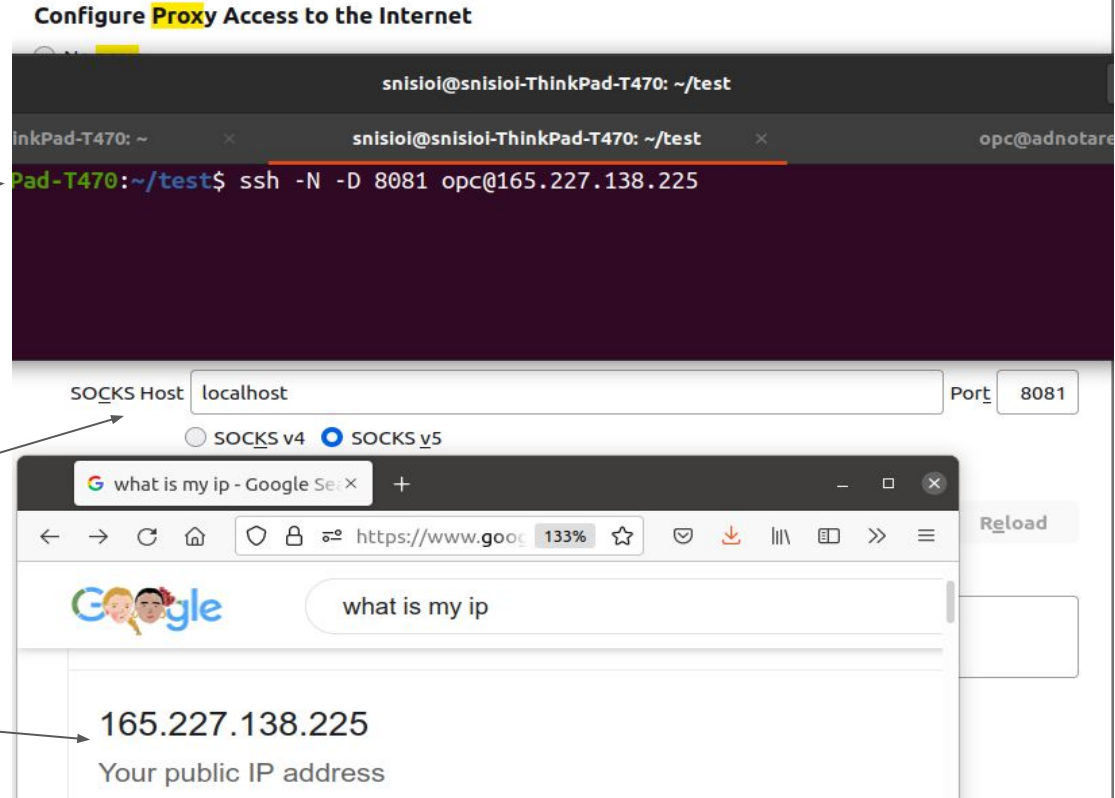 Configure Proxy Access to the Internet
snisioi@snisioi-ThinkPad-T470: ~/test
inkPad-T470: ~ × snisioi@snisioi-ThinkPad-T470: ~/test × opc@adnotare
Pad-T470:~/test$ ssh -N -D 8081 opc@165.227.138.225
SOCKS Host localhost Port 8081
SOCKS v4 SOCKS v5
G what is my ip - Google Sea ×
https://www.goog 133%
Reload
Google what is my ip
165.227.138.225
Your public IP address